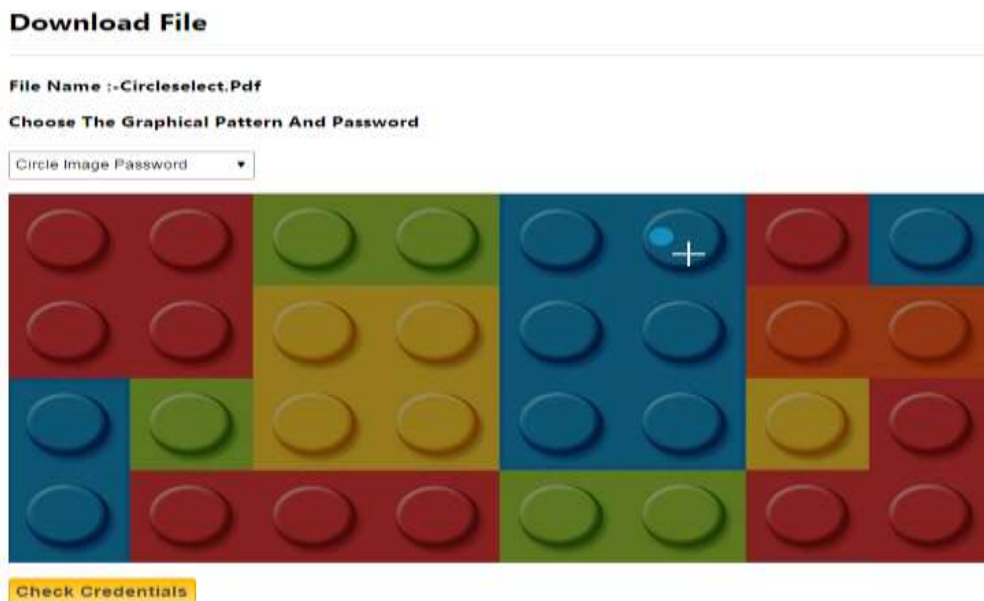 Download File
File Name :-Circleselect.Pdf
Choose The Graphical Pattern And Password
Circle Image Password
Check Credentials